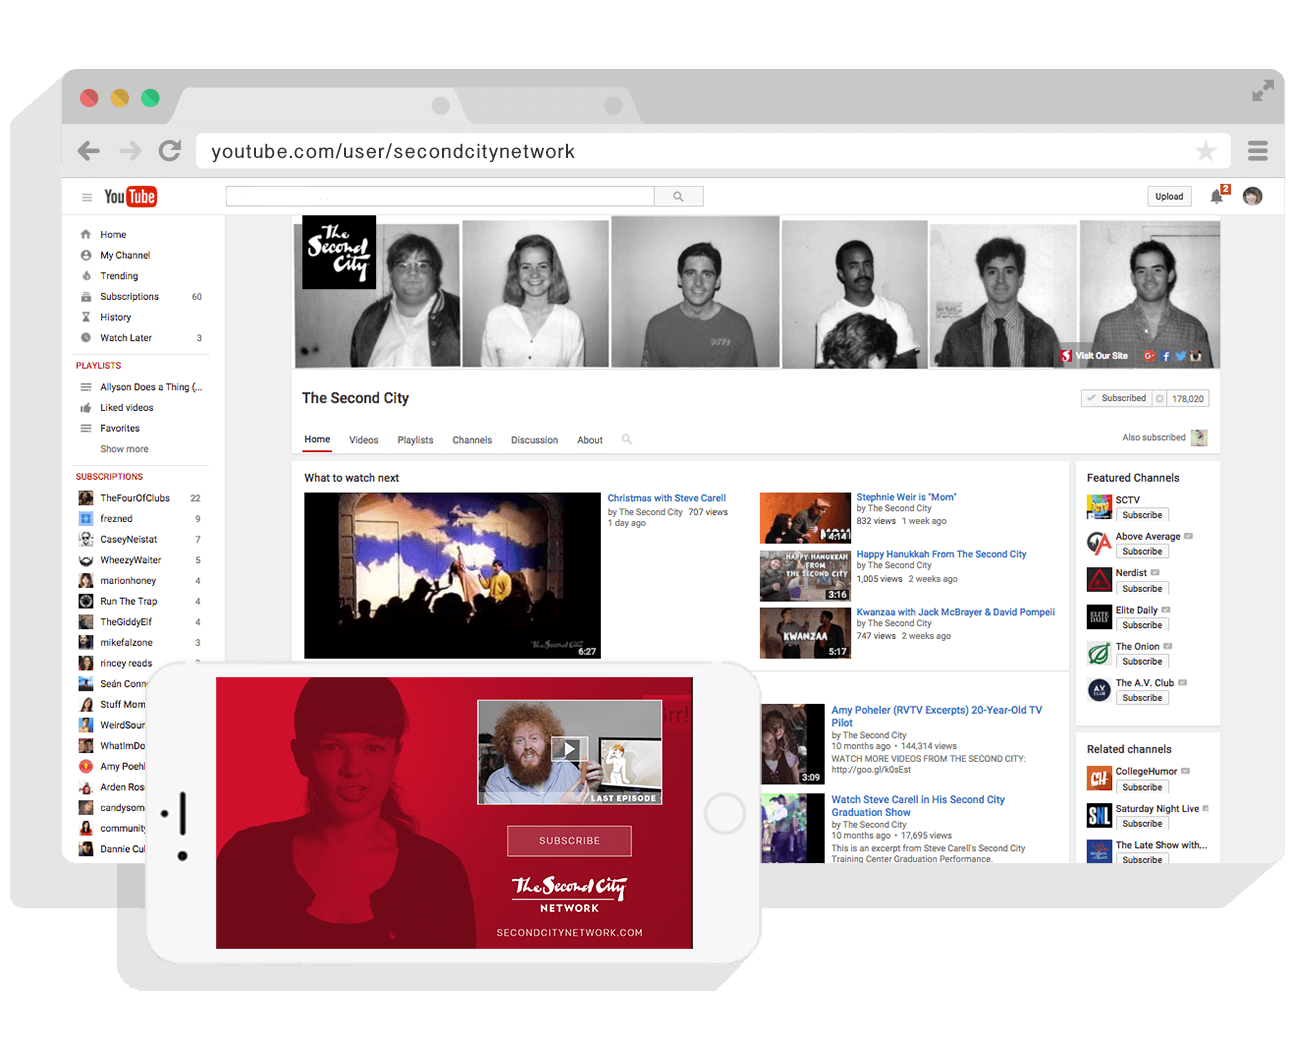 youtube.com/user/secondcitynetwork
YouTube
Upload
2
Home
My Channel
Trending
Subscriptions 60
History
Watch Later 3
PLAYLISTS
Allyson Does a Thing (...
Liked videos
Favorites
Show more
SUBSCRIPTIONS
TheFourOfClubs 22
frezned 9
CaseyNeistat 7
WheezyWaiter 5
marionhoney 4
Run The Trap 4
TheGiddyElf 4
mikefalzone 3
rincey reads
Seán Conn
Stuff Mom
WeirdSour
WhatImDo
Amy Poehl
Arden Ros
candysom
community
Dannie Cul
The
Second
City
Visit Our Site
The Second City
Subscribed 178,020
Home Videos Playlists Channels Discussion About
Also subscribed
What to watch next
The Second City
6:27
Christmas with Steve Carell
by The Second City 707 views
1 day ago
MOM
4:14
Stephnie Weir is "Mom"
by The Second City
832 views 1 week ago
HAPPY HANUKKAH
FROM
THE SECOND CITY
3:16
Happy Hanukkah From The Second City
by The Second City
1,005 views 2 weeks ago
KWANZAA
5:17
Kwanzaa with Jack McBrayer & David Pompeii
by The Second City
747 views 2 weeks ago
3:09
Amy Poheler (RVTV Excerpts) 20-Year-Old TV
Pilot
by The Second City
10 months ago • 144,314 views
WATCH MORE VIDEOS FROM THE SECOND CITY:
http://goo.gl/k0sEst
Watch Steve Carell in His Second City
Graduation Show
by The Second City
10 months ago • 17,695 views
This is an excerpt from Steve Carell's Second City
Training Center Graduation Performance.
Featured Channels
SCTV
Subscribe
Above Average
Subscribe
Nerdist
Subscribe
ELITE
DAILY
Elite Daily
Subscribe
The Onion
Subscribe
AV
CLUB
The A.V. Club
Subscribe
Related channels
CH
CollegeHumor
Subscribe
SNL
Saturday Night Live
Subscribe
The Late Show with...
Subscribe
irr!
LAST EPISODE
SUBSCRIBE
The Second City
NETWORK
SECONDCITYNETWORK.COM